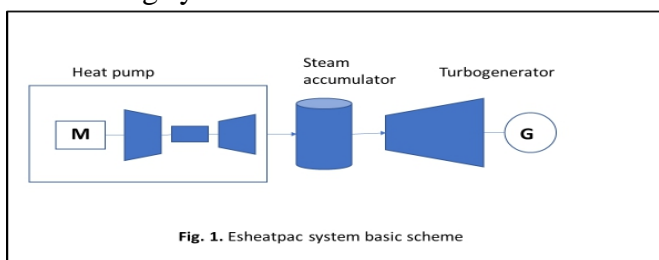 Heat pump
Steam
accumulator
Turbogenerator
M
G
Fig. 1. Esheatpac system basic scheme